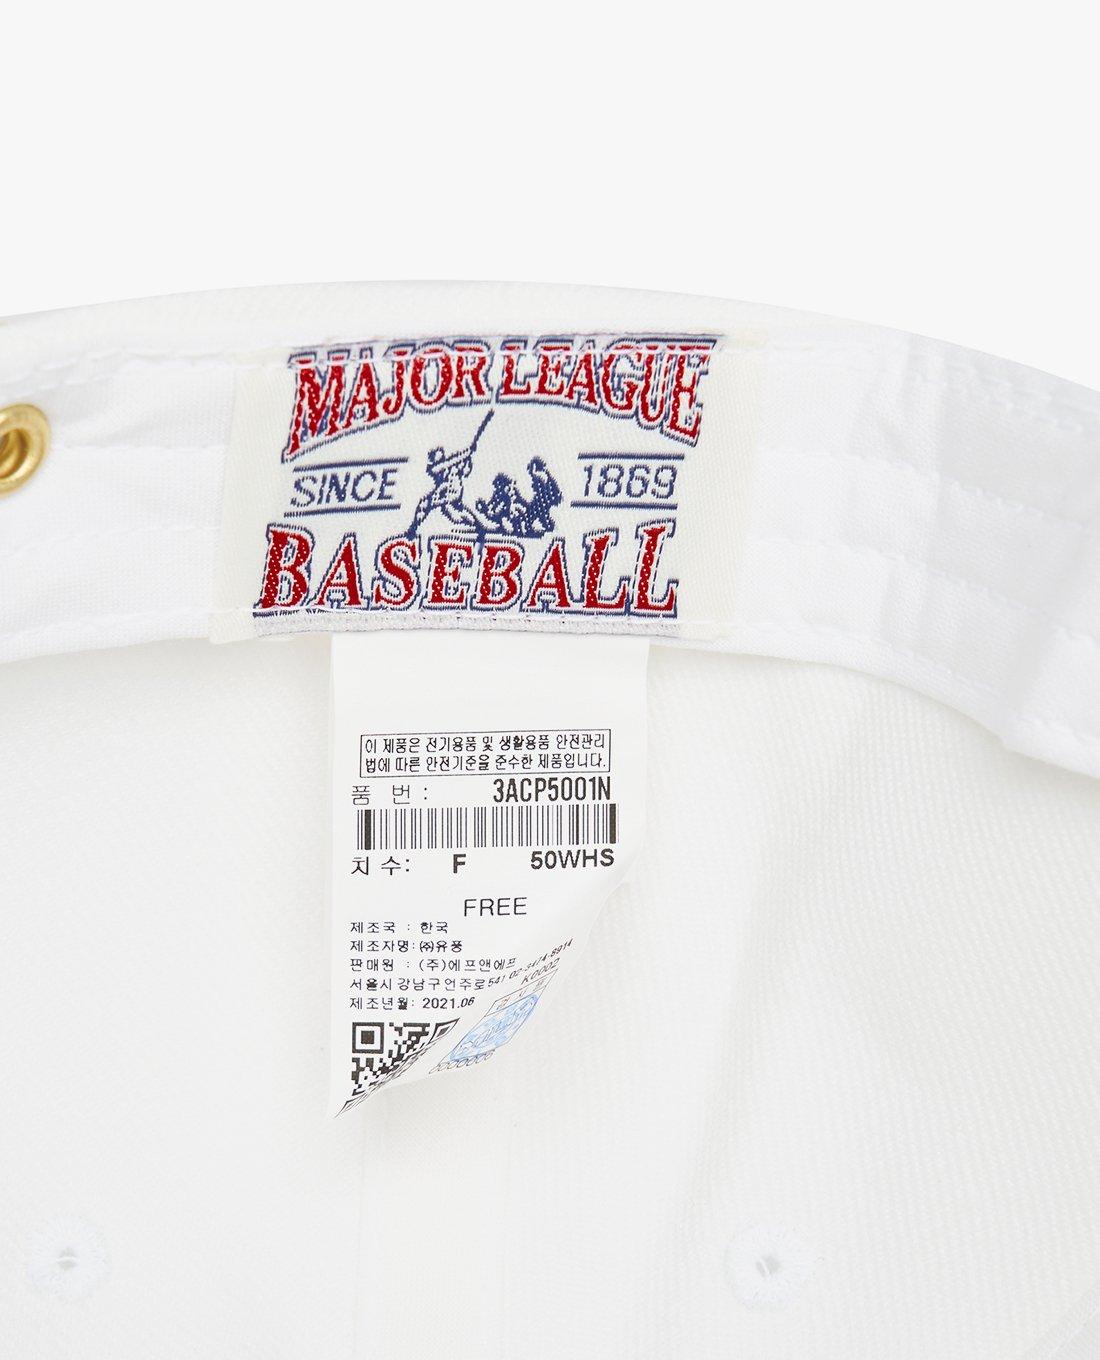 MAJOR LEAGUE
SINCE 1869
BASEBALL
이 제품은 전기용품 및 생활용품 안전관리
법에 따른 안전기준을 준수한 제품입니다.
품 번 : 3ACP5001N
치 수: F 50WHS
FREE
제조국 : 한국
제조자명: ㈜유풍
판매원 : (주)에프앤에프
서울시 강남구 언주로 541 02-3474-8914
제조년월: 2021.06
K0002